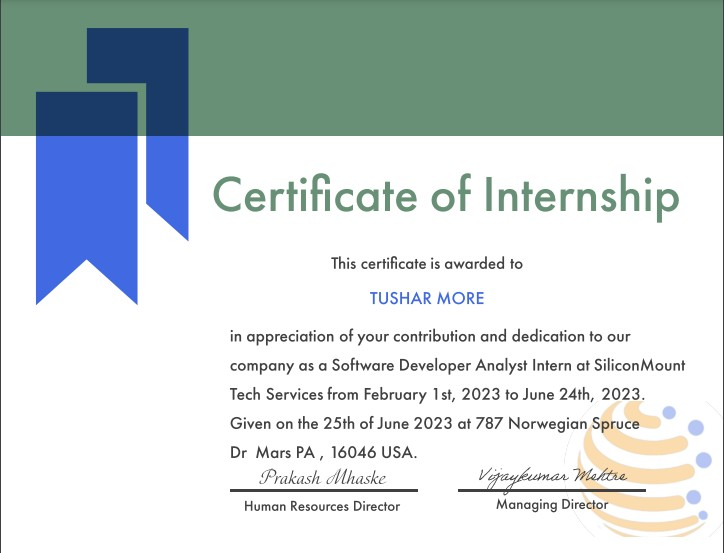 Certificate of Internship
This certificate is awarded to
TUSHAR MORE
in appreciation of your contribution and dedication to our
company as a Software Developer Analyst Intern at SiliconMount
Tech Services from February 1st, 2023 to June 24th, 2023.
Given on the 25th of June 2023 at 787 Norwegian Spruce
Dr Mars PA , 16046 USA.
Prakash Mhaske Vijaykumar Mehtre
Human Resources Director Managing Director